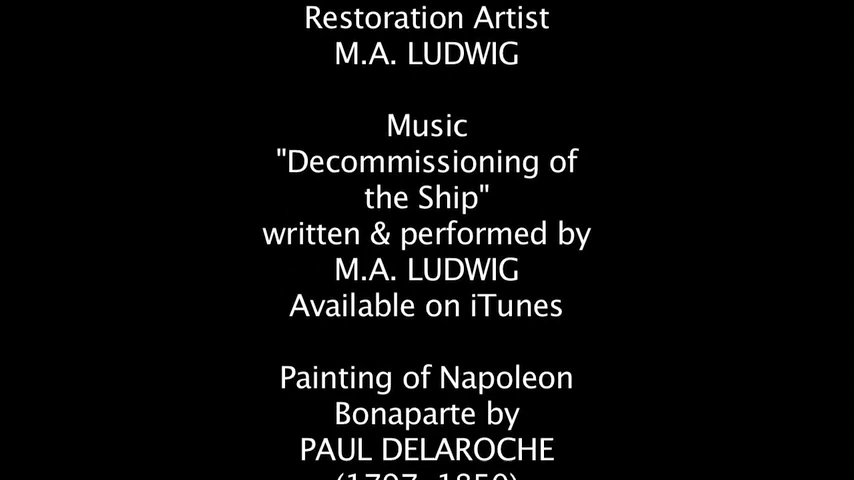 Restoration Artist
M.A. LUDWIG
Music
"Decommissioning of
the Ship"
written & performed by
M.A. LUDWIG
Available on iTunes
Painting of Napoleon
Bonaparte by
PAUL DELAROCHE